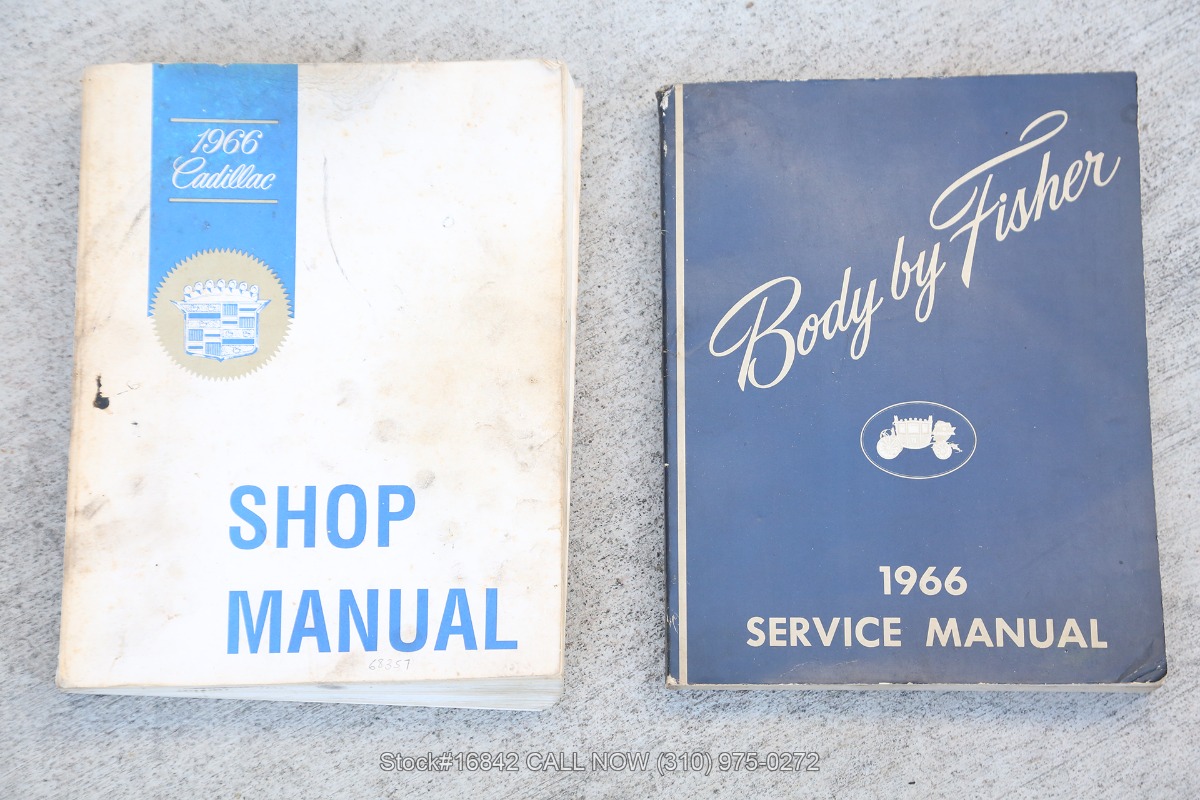 1966
Cadillac
SHOP
MANUAL
68357
Body by Fisher
1966
SERVICE MANUAL
Stock#16842 CALL NOW (310) 975-0272